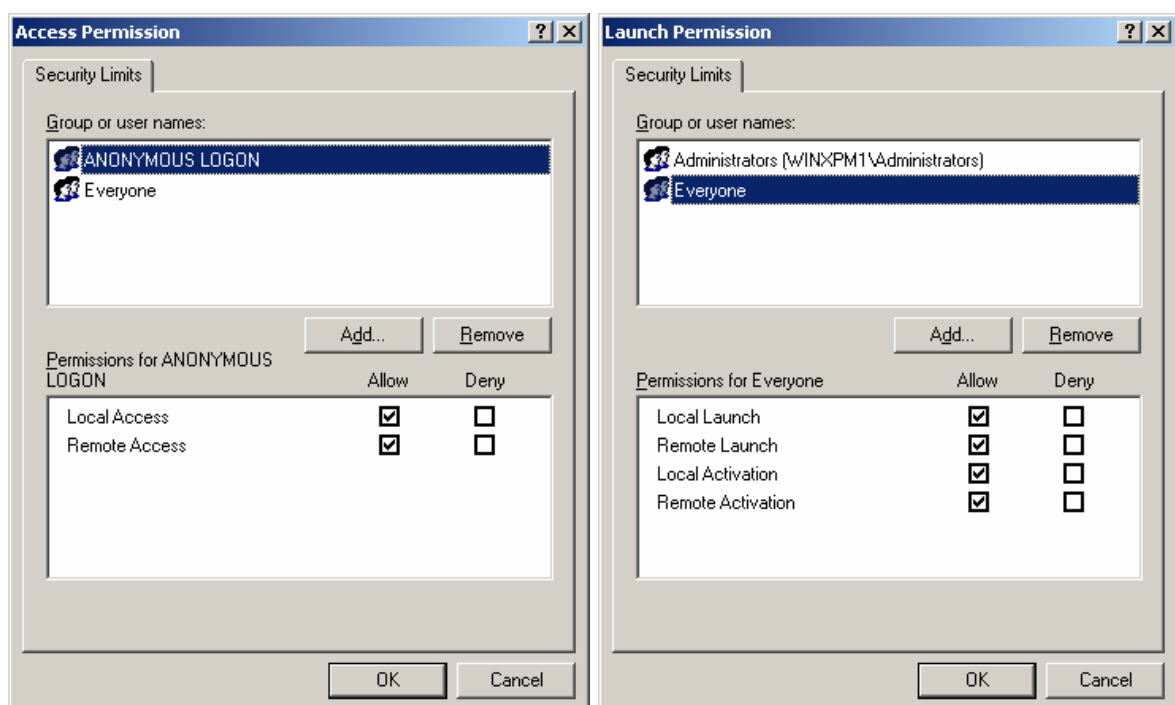 Access Permission
Security Limits
Group or user names:
ANONYMOUS LOGON
Everyone
Add... Remove
Permissions for ANONYMOUS
LOGON Allow Deny
Local Access
Remote Access
OK Cancel
Launch Permission
Security Limits
Group or user names:
Administrators (WINXPM1\Administrators)
Everyone
Add... Remove
Permissions for Everyone Allow Deny
Local Launch
Remote Launch
Local Activation
Remote Activation
OK Cancel